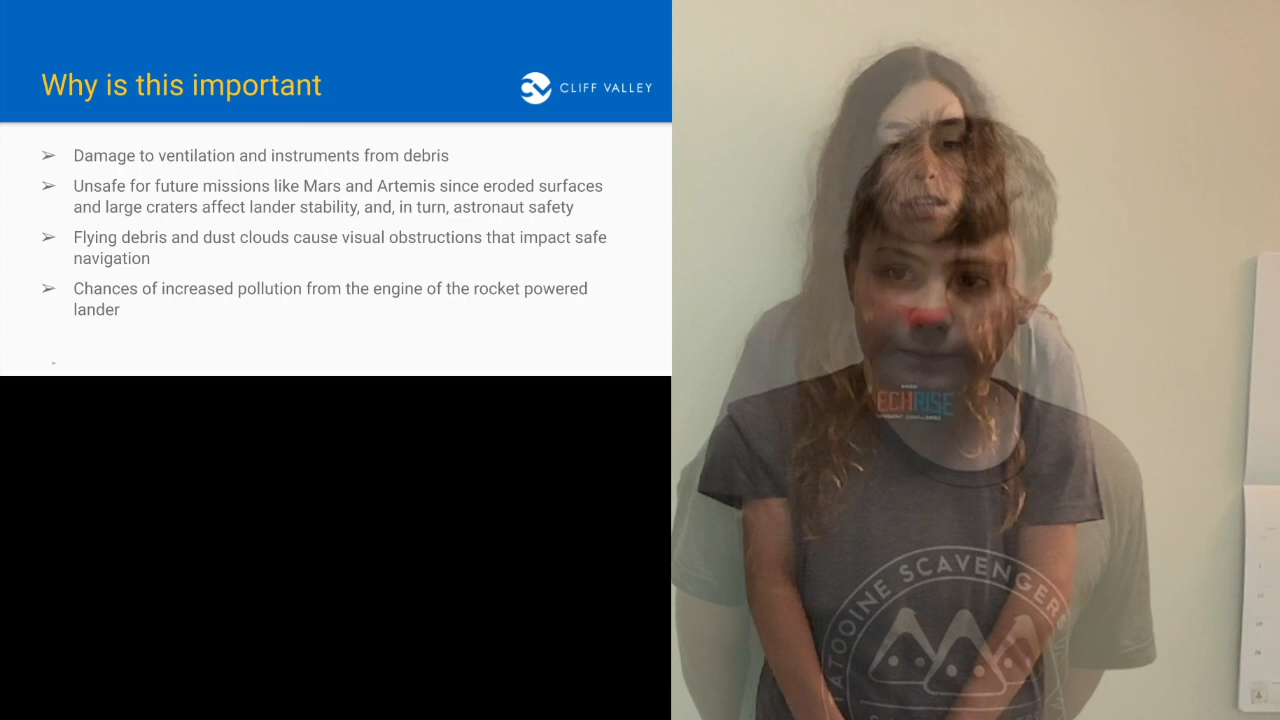 Why is this important
CLIFF VALLEY
➢ Damage to ventilation and instruments from debris
➢ Unsafe for future missions like Mars and Artemis since eroded surfaces
and large craters affect lander stability, and, in turn, astronaut safety
➢ Flying debris and dust clouds cause visual obstructions that impact safe
navigation
➢ Chances of increased pollution from the engine of the rocket powered
lander
ECHRISE
TATOOINE SCAVENGERS